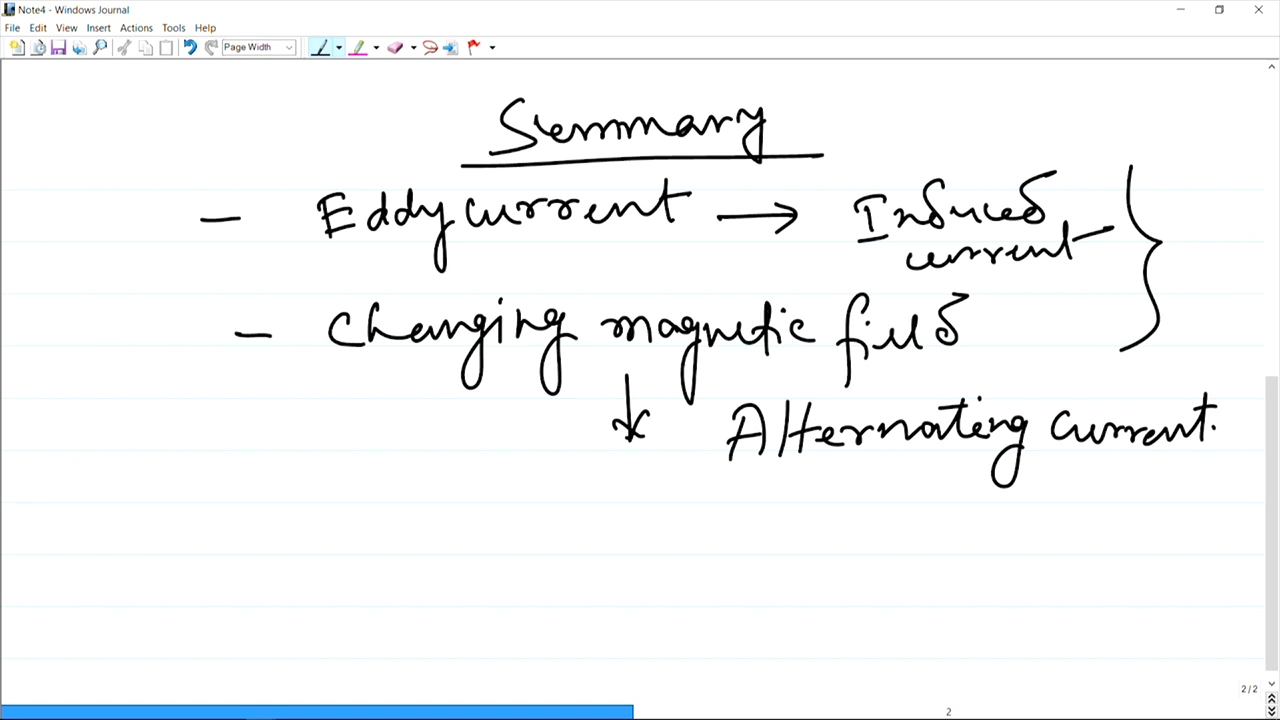 Note4 - Windows Journal
File Edit View Insert Actions Tools Help
Page Width
Summary
- Eddy current → Induced
current
- Changing magnetic field
↓ Alternating current.
2/2
2